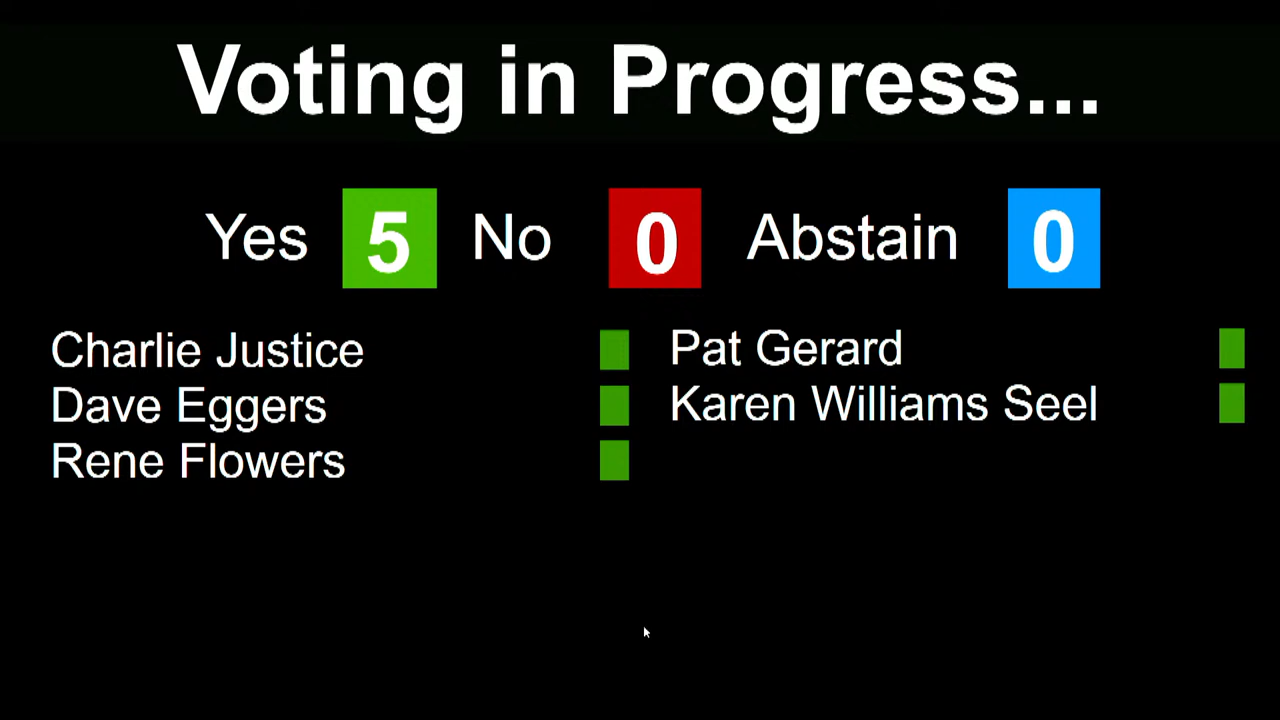 Voting in Progress...
Yes 5 No 0 Abstain 0
Charlie Justice
Dave Eggers
Rene Flowers
Pat Gerard
Karen Williams Seel